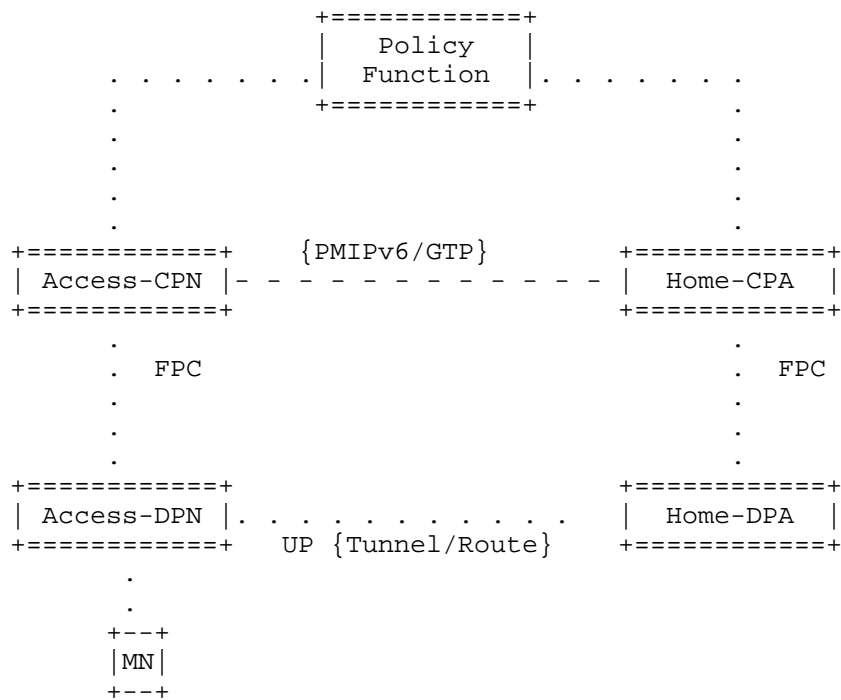 Policy
Function
{PMIPv6/GTP}
Access-CPN Home-CPA
FPC FPC
Access-DPN Home-DPA
UP {Tunnel/Route}
MN